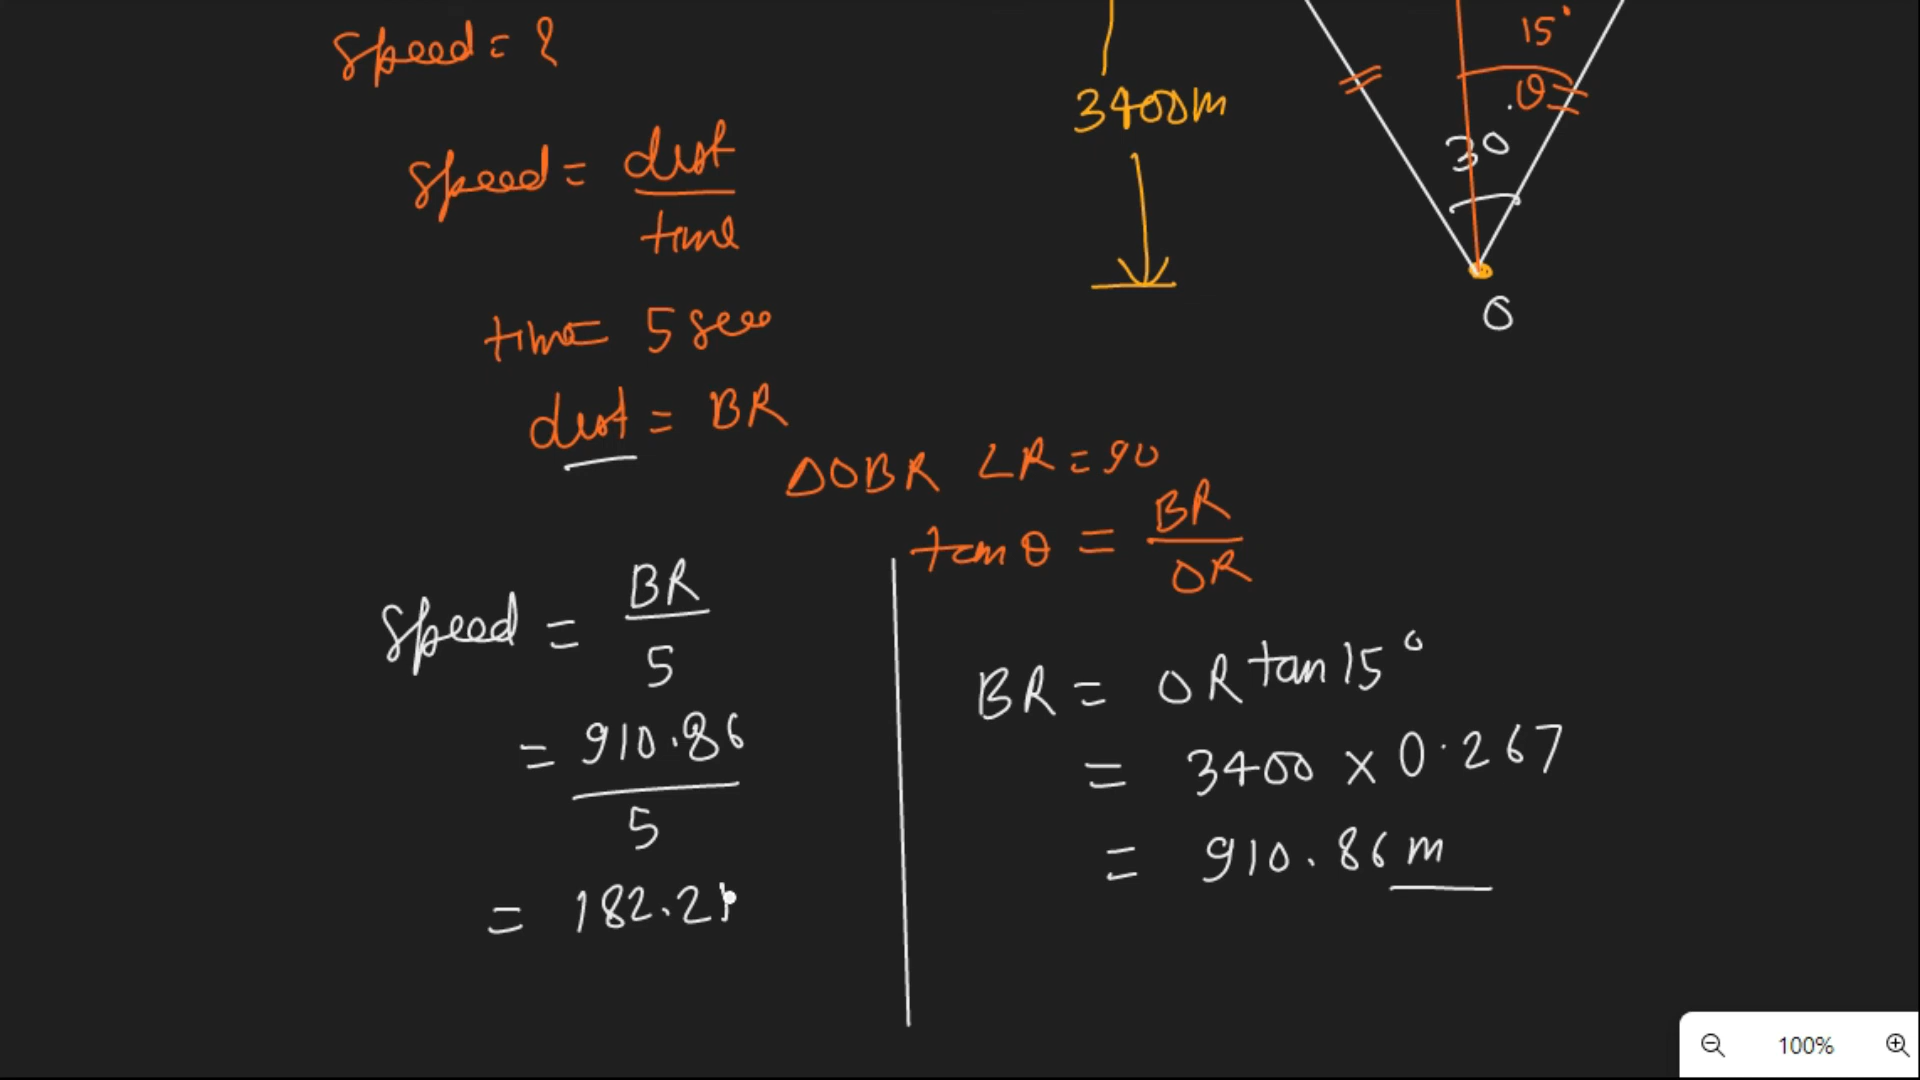 Speed = ?
Speed = dist
time
time = 5 sec
dist = BR
3400m
15°
θ
30
O
ΔOBR ∠R = 90
tan θ = BR
OR
Speed = BR
5
= 910.86
5
= 182.21
BR = OR tan 15°
= 3400 × 0.267
= 910.86 m
100%